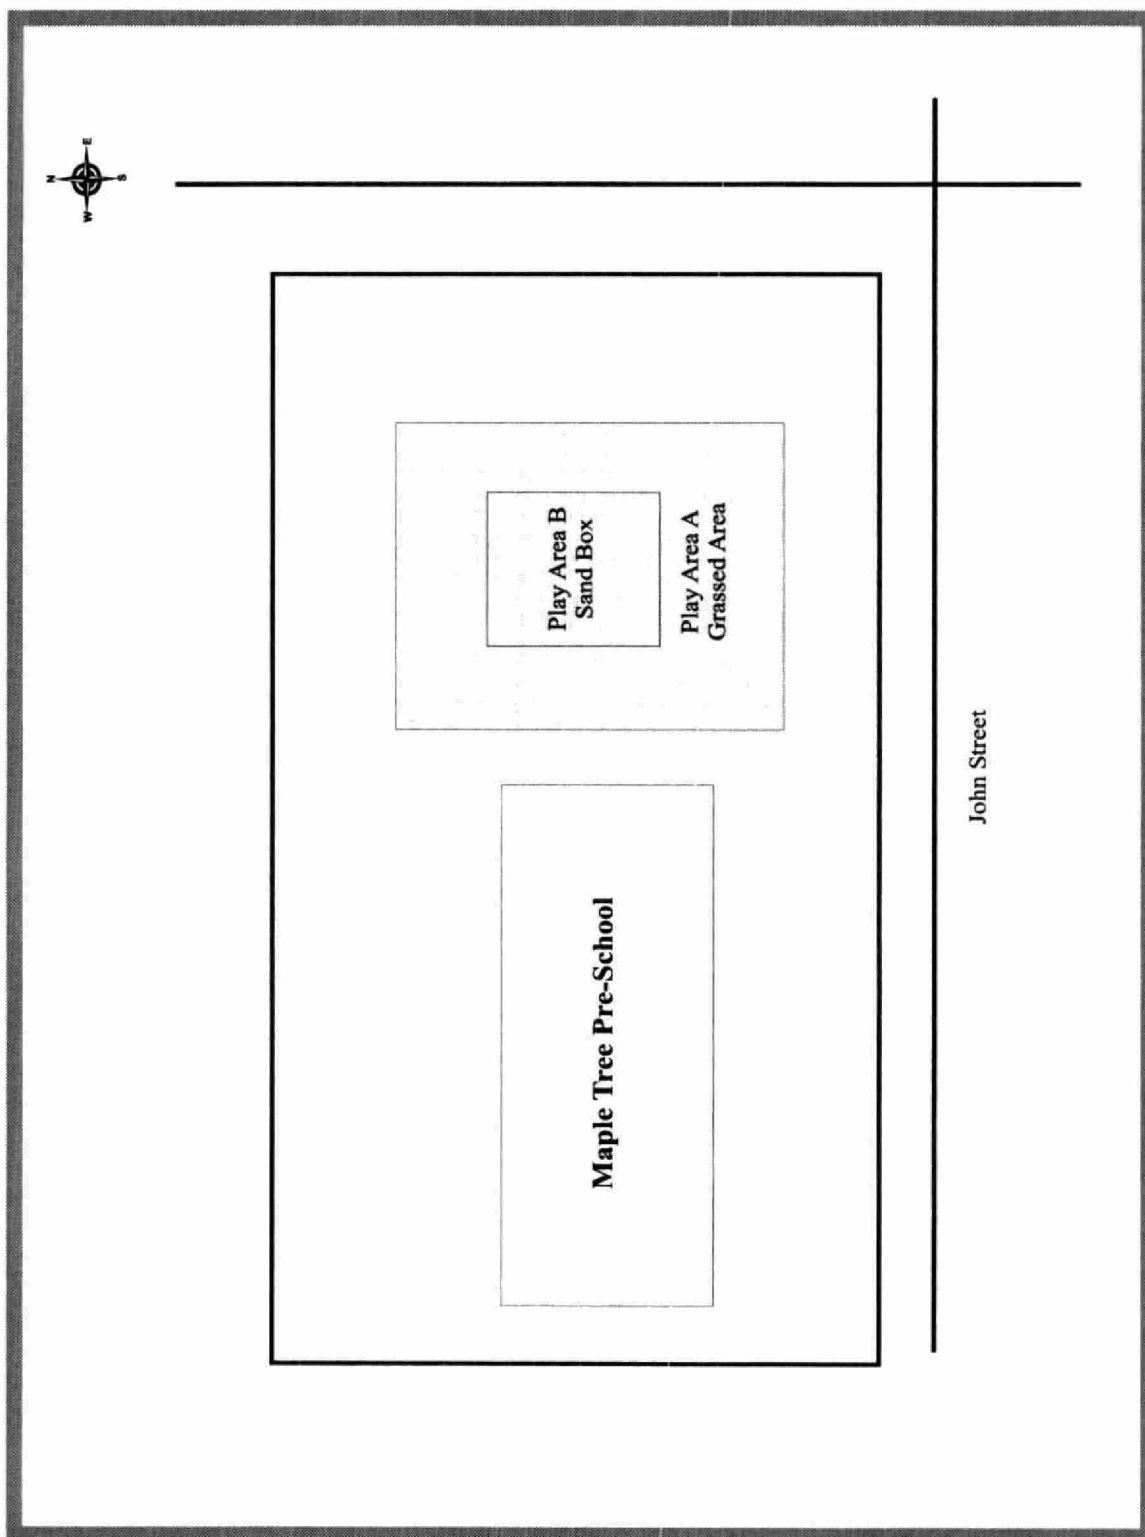 N
W
E
S
Play Area B
Sand Box
Play Area A
Grassed Area
Maple Tree Pre-School
John Street